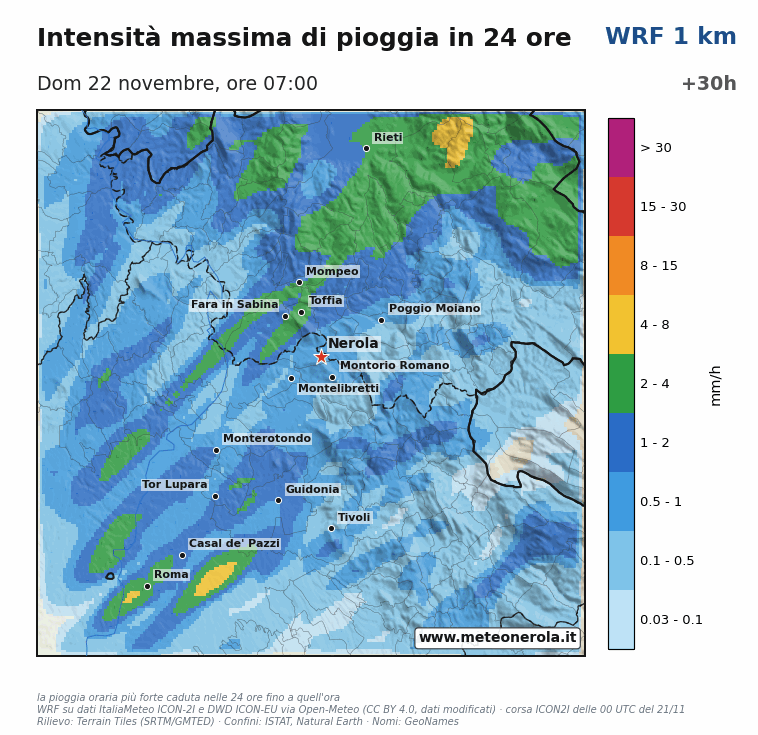 Intensità massima di pioggia in 24 ore
WRF 1 km
Dom 22 novembre, ore 07:00
+30h
Rieti
Mompeo
Fara in Sabina
Toffia
Poggio Moiano
Nerola
Montorio Romano
Montelibretti
Monterotondo
Tor Lupara
Guidonia
Tivoli
Casal de' Pazzi
Roma
www.meteonerola.it
> 30
15 - 30
8 - 15
4 - 8
2 - 4
1 - 2
0.5 - 1
0.1 - 0.5
0.03 - 0.1
mm/h
la pioggia oraria più forte caduta nelle 24 ore fino a quell'ora
WRF su dati ItaliaMeteo ICON-2I e DWD ICON-EU via Open-Meteo (CC BY 4.0, dati modificati) · corsa ICON2I delle 00 UTC del 21/11
Rilievo: Terrain Tiles (SRTM/GMTED) · Confini: ISTAT, Natural Earth · Nomi: GeoNames